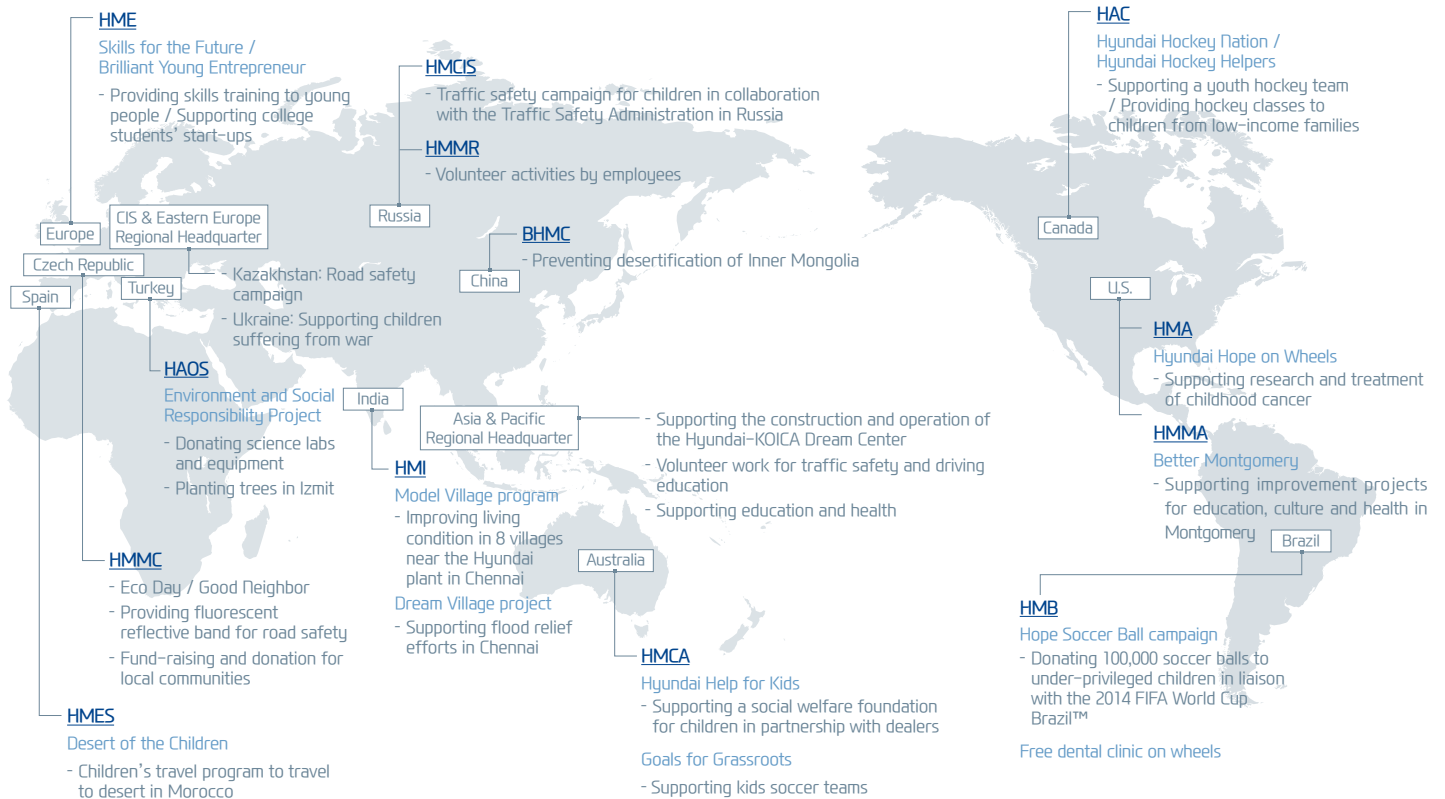 HME
Skills for the Future /
Brilliant Young Entrepreneur
- Providing skills training to young
people / Supporting college
students' start-ups
HMCIS
- Traffic safety campaign for children in collaboration
with the Traffic Safety Administration in Russia
HMMR
- Volunteer activities by employees
HAC
Hyundai Hockey Nation /
Hyundai Hockey Helpers
- Supporting a youth hockey team
/ Providing hockey classes to
children from low-income families
Europe
CIS & Eastern Europe
Regional Headquarter
Russia
Canada
Czech Republic
Spain
Turkey
- Kazakhstan: Road safety
campaign
- Ukraine: Supporting children
suffering from war
BHMC
- Preventing desertification of Inner Mongolia
China
U.S.
HMA
Hyundai Hope on Wheels
- Supporting research and treatment
of childhood cancer
HMMA
Better Montgomery
- Supporting improvement projects
for education, culture and health in
Montgomery
HAOS
Environment and Social
Responsibility Project
- Donating science labs
and equipment
- Planting trees in Izmit
India
Asia & Pacific
Regional Headquarter
- Supporting the construction and operation of
the Hyundai-KOICA Dream Center
- Volunteer work for traffic safety and driving
education
- Supporting education and health
HMI
Model Village program
- Improving living
condition in 8 villages
near the Hyundai
plant in Chennai
Dream Village project
- Supporting flood relief
efforts in Chennai
Australia
Brazil
HMMC
- Eco Day / Good Neighbor
- Providing fluorescent
reflective band for road safety
- Fund-raising and donation for
local communities
HMCA
Hyundai Help for Kids
- Supporting a social welfare foundation
for children in partnership with dealers
Goals for Grassroots
- Supporting kids soccer teams
HMB
Hope Soccer Ball campaign
- Donating 100,000 soccer balls to
under-privileged children in liaison
with the 2014 FIFA World Cup
Brazil™
Free dental clinic on wheels
HMES
Desert of the Children
- Children's travel program to travel
to desert in Morocco